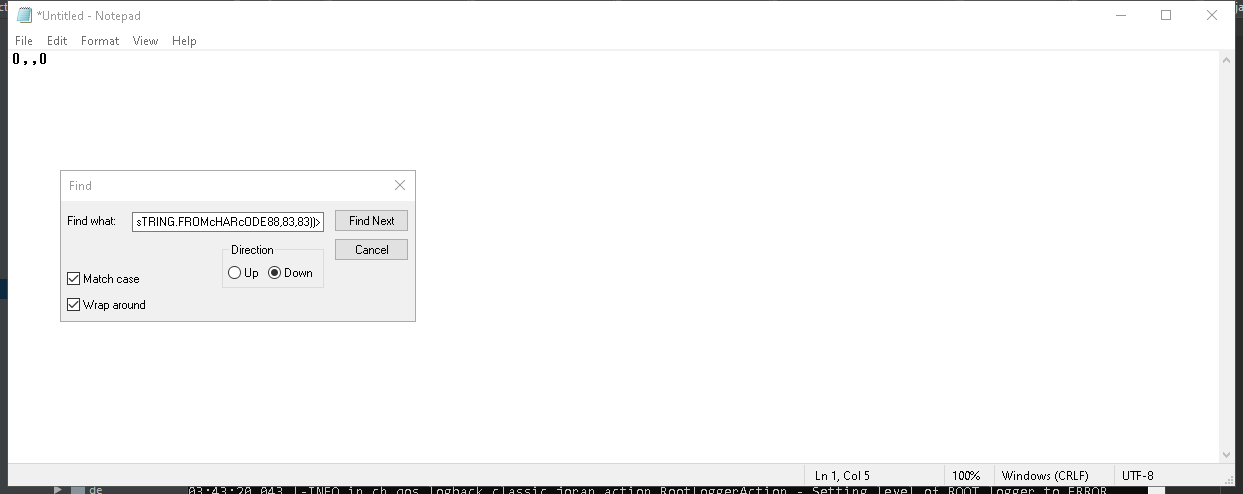 *Untitled - Notepad
File Edit Format View Help
0,,0
Find
Find what: sTRING.FROMcHARcODE88,83,83))> Find Next
Direction Cancel
Up Down
Match case
Wrap around
Ln 1, Col 5 100% Windows (CRLF) UTF-8
de 03:43:20,043 |-INFO in ch.qos.logback.classic.joran.action.RootLoggerAction - Setting level of ROOT logger to ERROR